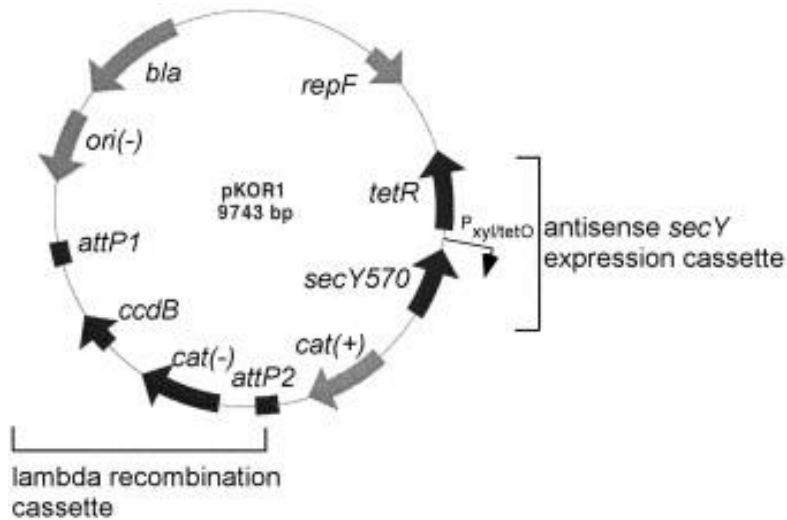 bla
repF
ori(-)
pKOR1
9743 bp
tetR
attP1
Pxyl/tetO
antisense secY
expression cassette
secY570
ccdB
cat(+)
cat(-)
attP2
lambda recombination
cassette